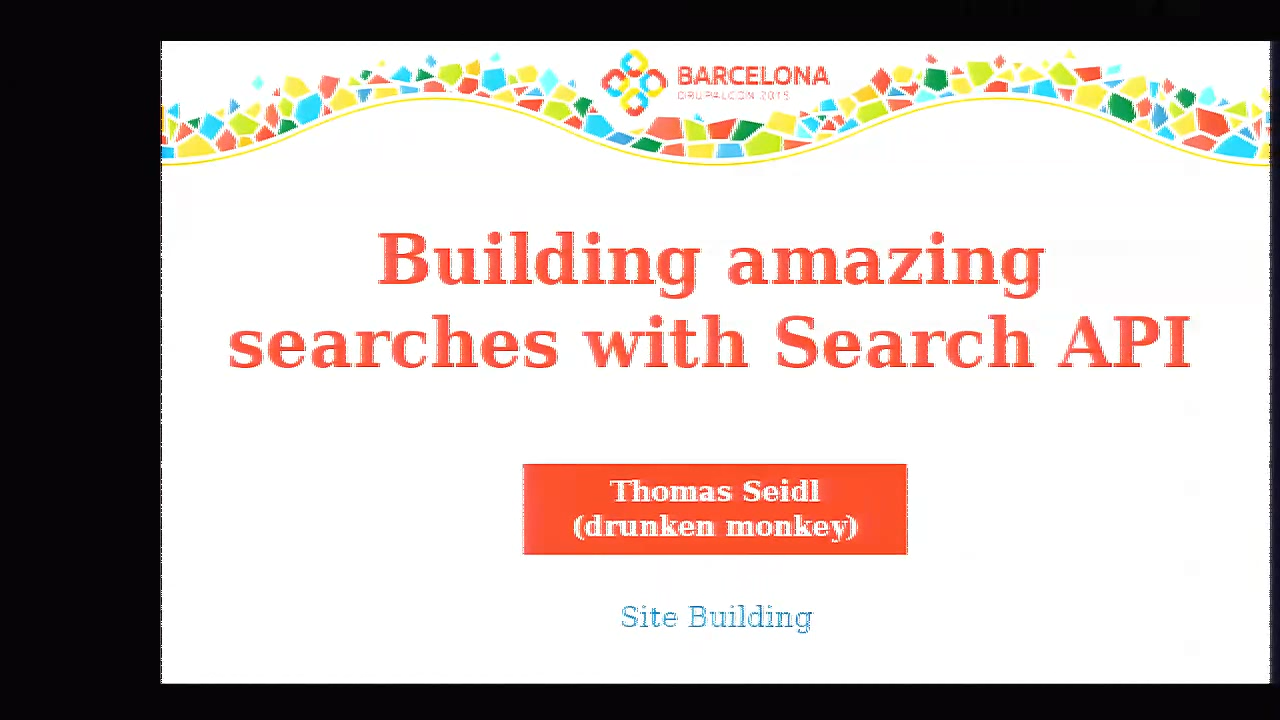 BARCELONA
DRUPALCON 2015
Building amazing
searches with Search API
Thomas Seidl
(drunken monkey)
Site Building